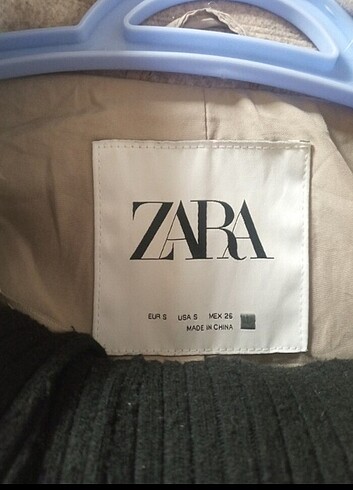 ZARA
EUR S USA S MEX 26
MADE IN CHINA